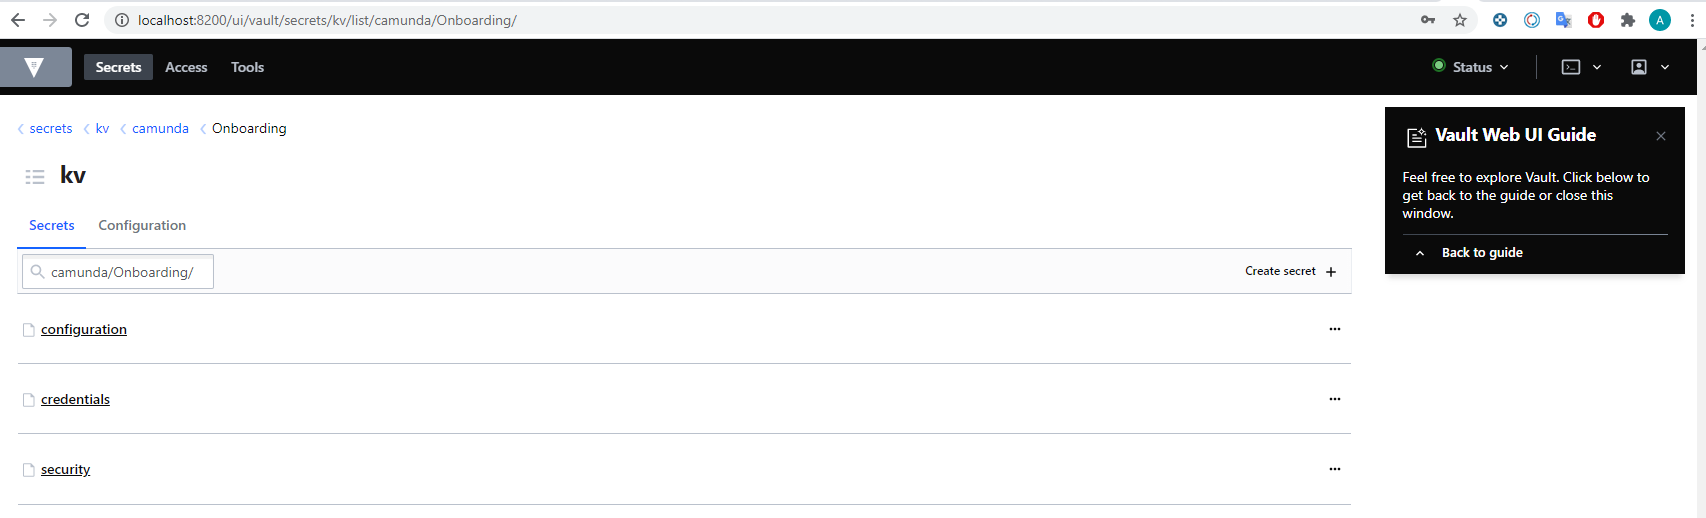 localhost:8200/ui/vault/secrets/kv/list/camunda/Onboarding/
A
Secrets Access Tools Status
secrets kv camunda Onboarding
kv
Secrets Configuration
camunda/Onboarding/ Create secret
configuration
credentials
security
Vault Web UI Guide
Feel free to explore Vault. Click below to
get back to the guide or close this
window.
Back to guide